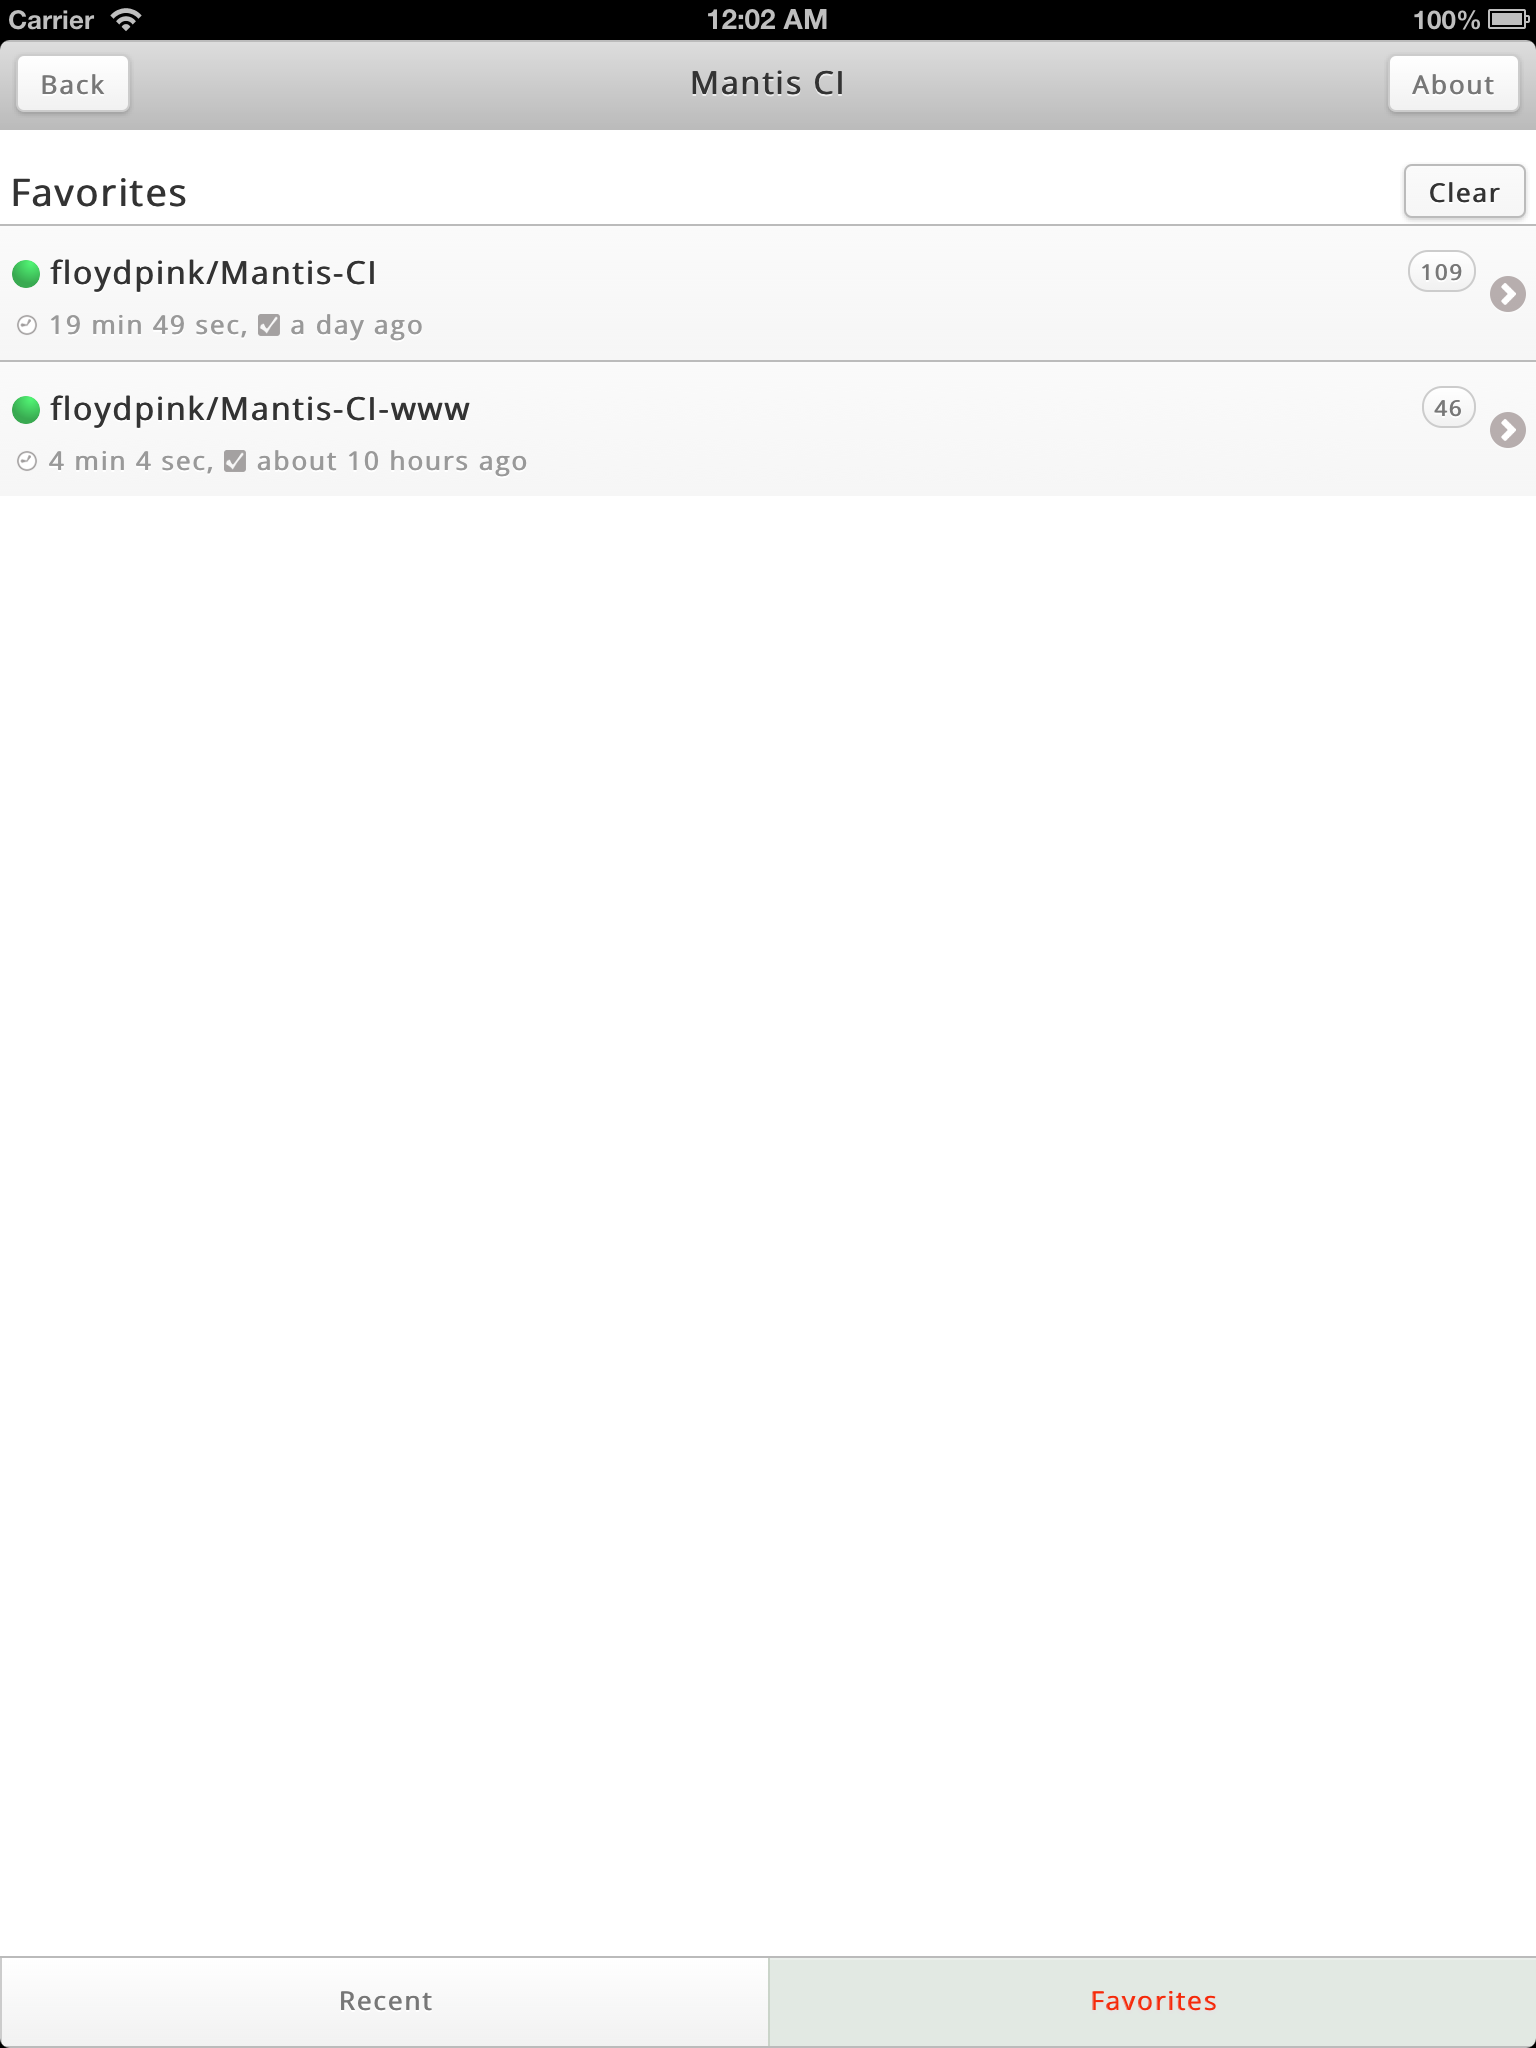 Carrier 12:02 AM 100%
Back Mantis CI About
Favorites Clear
floydpink/Mantis-CI 109
19 min 49 sec, a day ago
floydpink/Mantis-CI-www 46
4 min 4 sec, about 10 hours ago
Recent Favorites